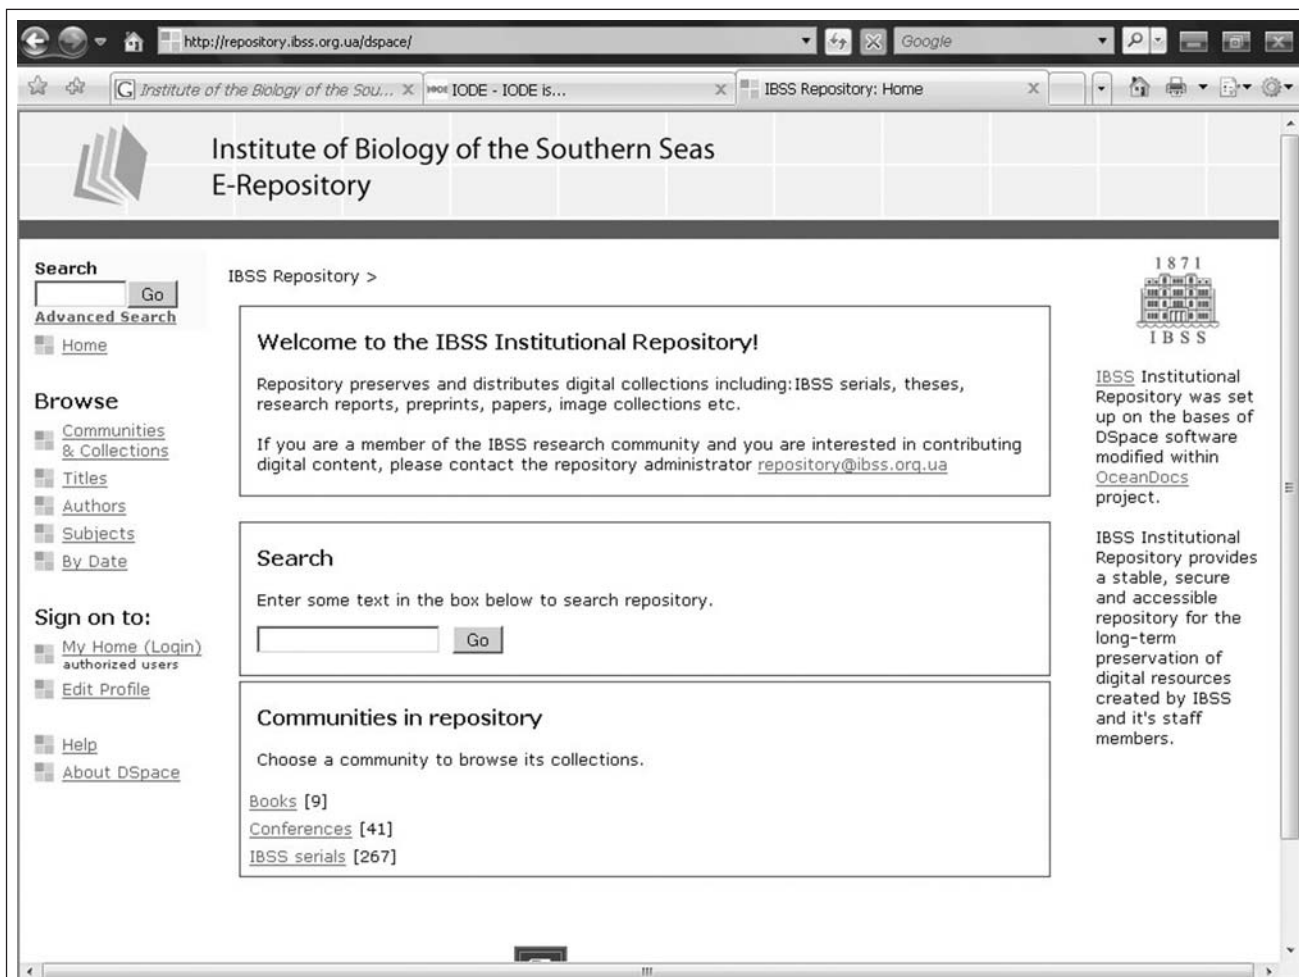 http://repository.ibss.org.ua/dspace/
Google
Institute of the Biology of the Sou...
IODE - IODE is...
IBSS Repository: Home
Institute of Biology of the Southern Seas
E-Repository
Search
Go
Advanced Search
Home
Browse
Communities
& Collections
Titles
Authors
Subjects
By Date
Sign on to:
My Home (Login)
authorized users
Edit Profile
Help
About DSpace
IBSS Repository >
Welcome to the IBSS Institutional Repository!
Repository preserves and distributes digital collections including:IBSS serials, theses,
research reports, preprints, papers, image collections etc.
If you are a member of the IBSS research community and you are interested in contributing
digital content, please contact the repository administrator repository@ibss.org.ua
Search
Enter some text in the box below to search repository.
Go
Communities in repository
Choose a community to browse its collections.
Books [9]
Conferences [41]
IBSS serials [267]
1871
IBSS
IBSS Institutional
Repository was set
up on the bases of
DSpace software
modified within
OceanDocs
project.
IBSS Institutional
Repository provides
a stable, secure
and accessible
repository for the
long-term
preservation of
digital resources
created by IBSS
and it's staff
members.